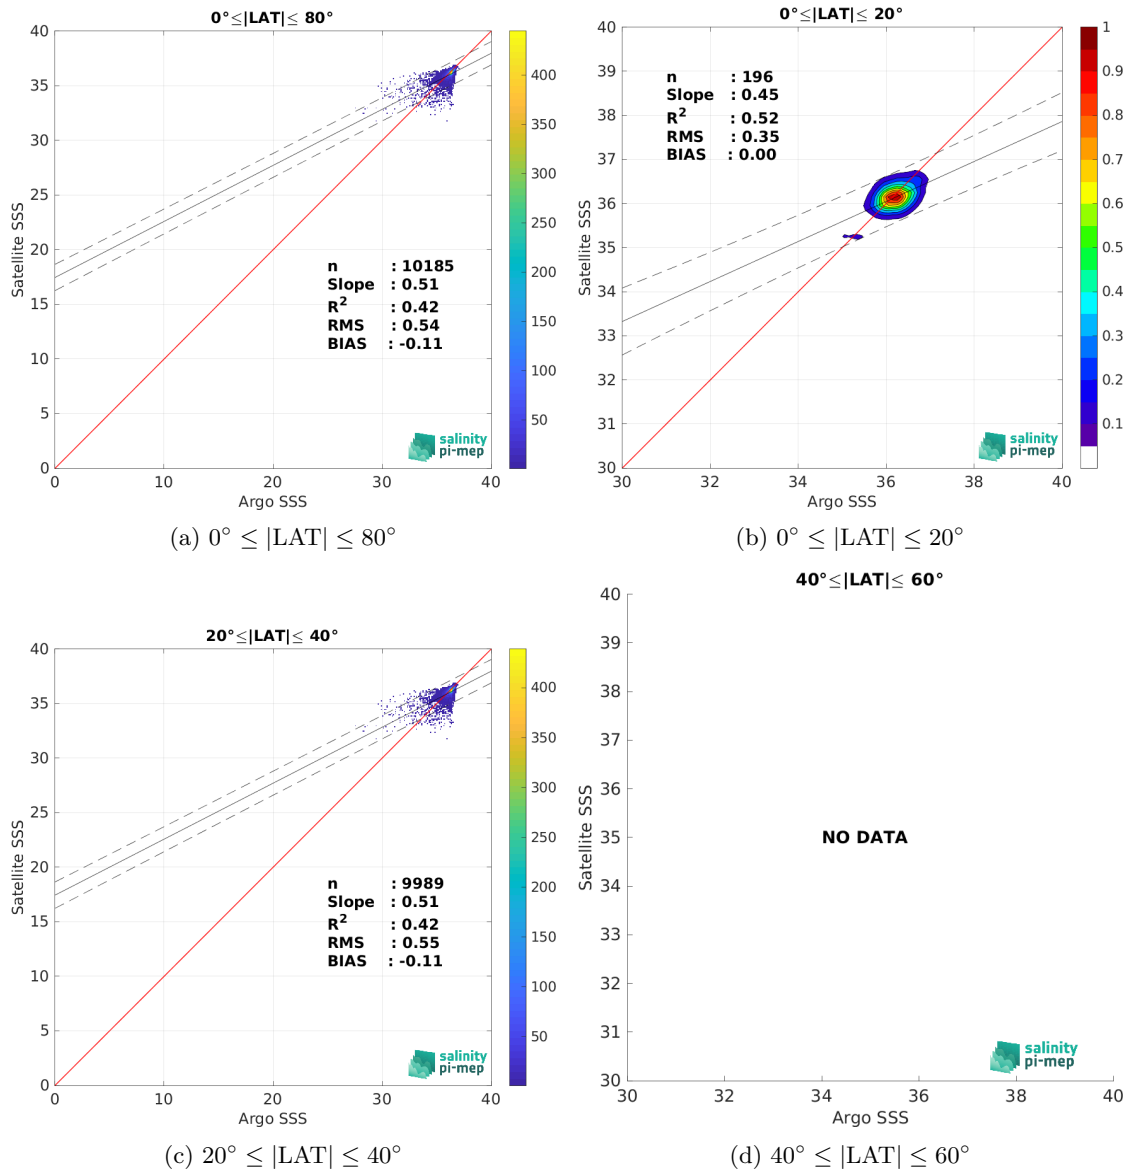 0°≤|LAT|≤ 80°
40
35
30
25
20
15
10
5
0
Satellite SSS
n : 10185
Slope : 0.51
R² : 0.42
RMS : 0.54
BIAS : -0.11
salinity
pi-mep
0 10 20 30 40
Argo SSS
400
350
300
250
200
150
100
50
(a) 0° ≤ |LAT| ≤ 80°
0°≤|LAT|≤ 20°
40
39
38
37
36
35
34
33
32
31
30
Satellite SSS
n : 196
Slope : 0.45
R² : 0.52
RMS : 0.35
BIAS : 0.00
salinity
pi-mep
30 32 34 36 38 40
Argo SSS
1
0.9
0.8
0.7
0.6
0.5
0.4
0.3
0.2
0.1
(b) 0° ≤ |LAT| ≤ 20°
20°≤|LAT|≤ 40°
40
35
30
25
20
15
10
5
0
Satellite SSS
n : 9989
Slope : 0.51
R² : 0.42
RMS : 0.55
BIAS : -0.11
salinity
pi-mep
0 10 20 30 40
Argo SSS
400
350
300
250
200
150
100
50
(c) 20° ≤ |LAT| ≤ 40°
40°≤|LAT|≤ 60°
40
39
38
37
36
35
34
33
32
31
30
Satellite SSS
NO DATA
salinity
pi-mep
30 32 34 36 38 40
Argo SSS
(d) 40° ≤ |LAT| ≤ 60°